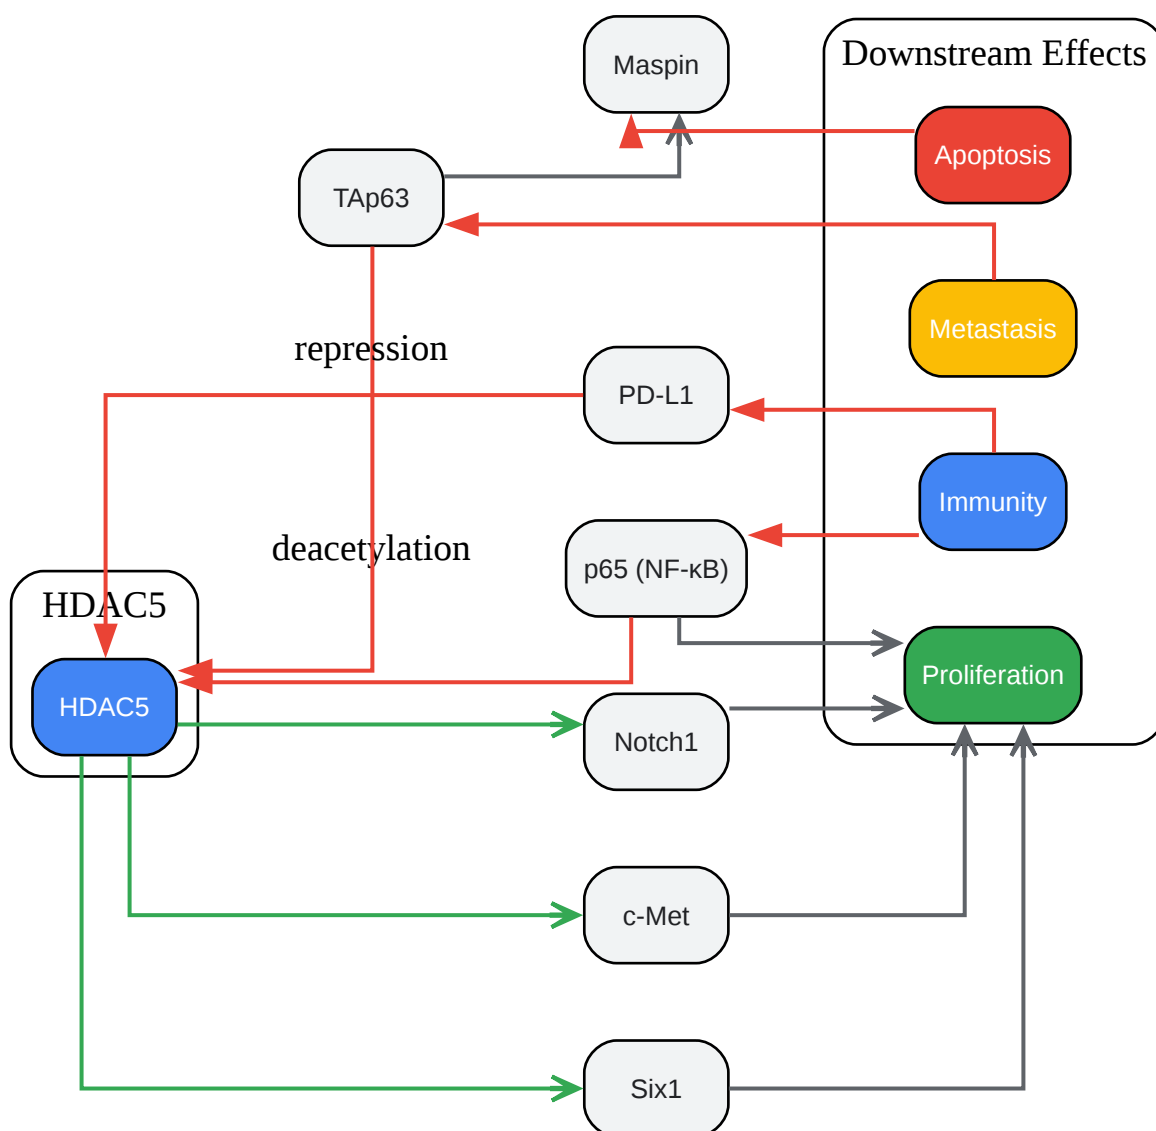 Maspin
Downstream Effects
Apoptosis
TAp63
Metastasis
repression
PD-L1
Immunity
deacetylation
p65 (NF-κB)
HDAC5
HDAC5
Proliferation
Notch1
c-Met
Six1